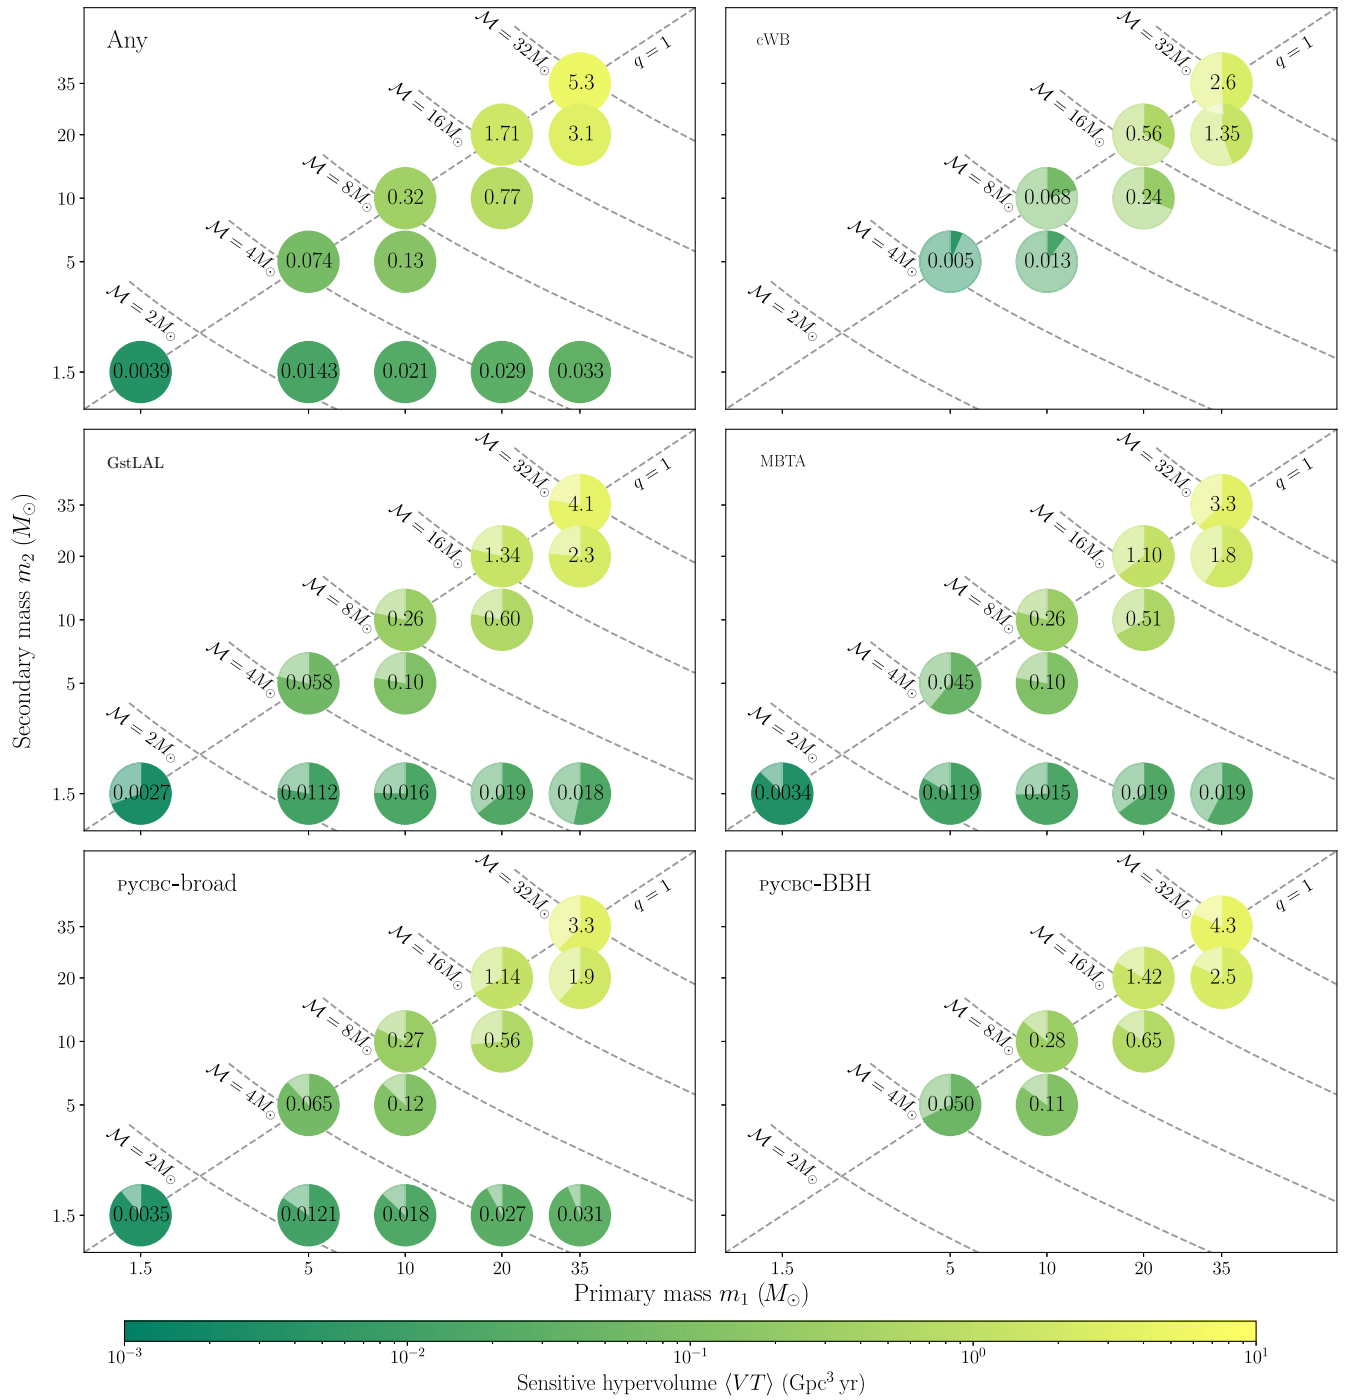 Any
ℳ = 32M⊙
q = 1
ℳ = 16M⊙
ℳ = 8M⊙
ℳ = 4M⊙
ℳ = 2M⊙
5.3
1.71
3.1
0.32
0.77
0.074
0.13
0.0039
0.0143
0.021
0.029
0.033
35
20
10
5
1.5
cWB
ℳ = 32M⊙
q = 1
ℳ = 16M⊙
ℳ = 8M⊙
ℳ = 4M⊙
ℳ = 2M⊙
2.6
0.56
1.35
0.068
0.24
0.005
0.013
GstLAL
ℳ = 32M⊙
q = 1
ℳ = 16M⊙
ℳ = 8M⊙
ℳ = 4M⊙
ℳ = 2M⊙
4.1
1.34
2.3
0.26
0.60
0.058
0.10
0.0027
0.0112
0.016
0.019
0.018
35
20
10
5
1.5
Secondary mass m₂ (M⊙)
MBTA
ℳ = 32M⊙
q = 1
ℳ = 16M⊙
ℳ = 8M⊙
ℳ = 4M⊙
ℳ = 2M⊙
3.3
1.10
1.8
0.26
0.51
0.045
0.10
0.0034
0.0119
0.015
0.019
0.019
PyCBC-broad
ℳ = 32M⊙
q = 1
ℳ = 16M⊙
ℳ = 8M⊙
ℳ = 4M⊙
ℳ = 2M⊙
3.3
1.14
1.9
0.27
0.56
0.065
0.12
0.0035
0.0121
0.018
0.027
0.031
35
20
10
5
1.5
1.5 5 10 20 35
PyCBC-BBH
ℳ = 32M⊙
q = 1
ℳ = 16M⊙
ℳ = 8M⊙
ℳ = 4M⊙
ℳ = 2M⊙
4.3
1.42
2.5
0.28
0.65
0.050
0.11
1.5 5 10 20 35
Primary mass m₁ (M⊙)
10⁻³ 10⁻² 10⁻¹ 10⁰ 10¹
Sensitive hypervolume ⟨VT⟩ (Gpc³ yr)